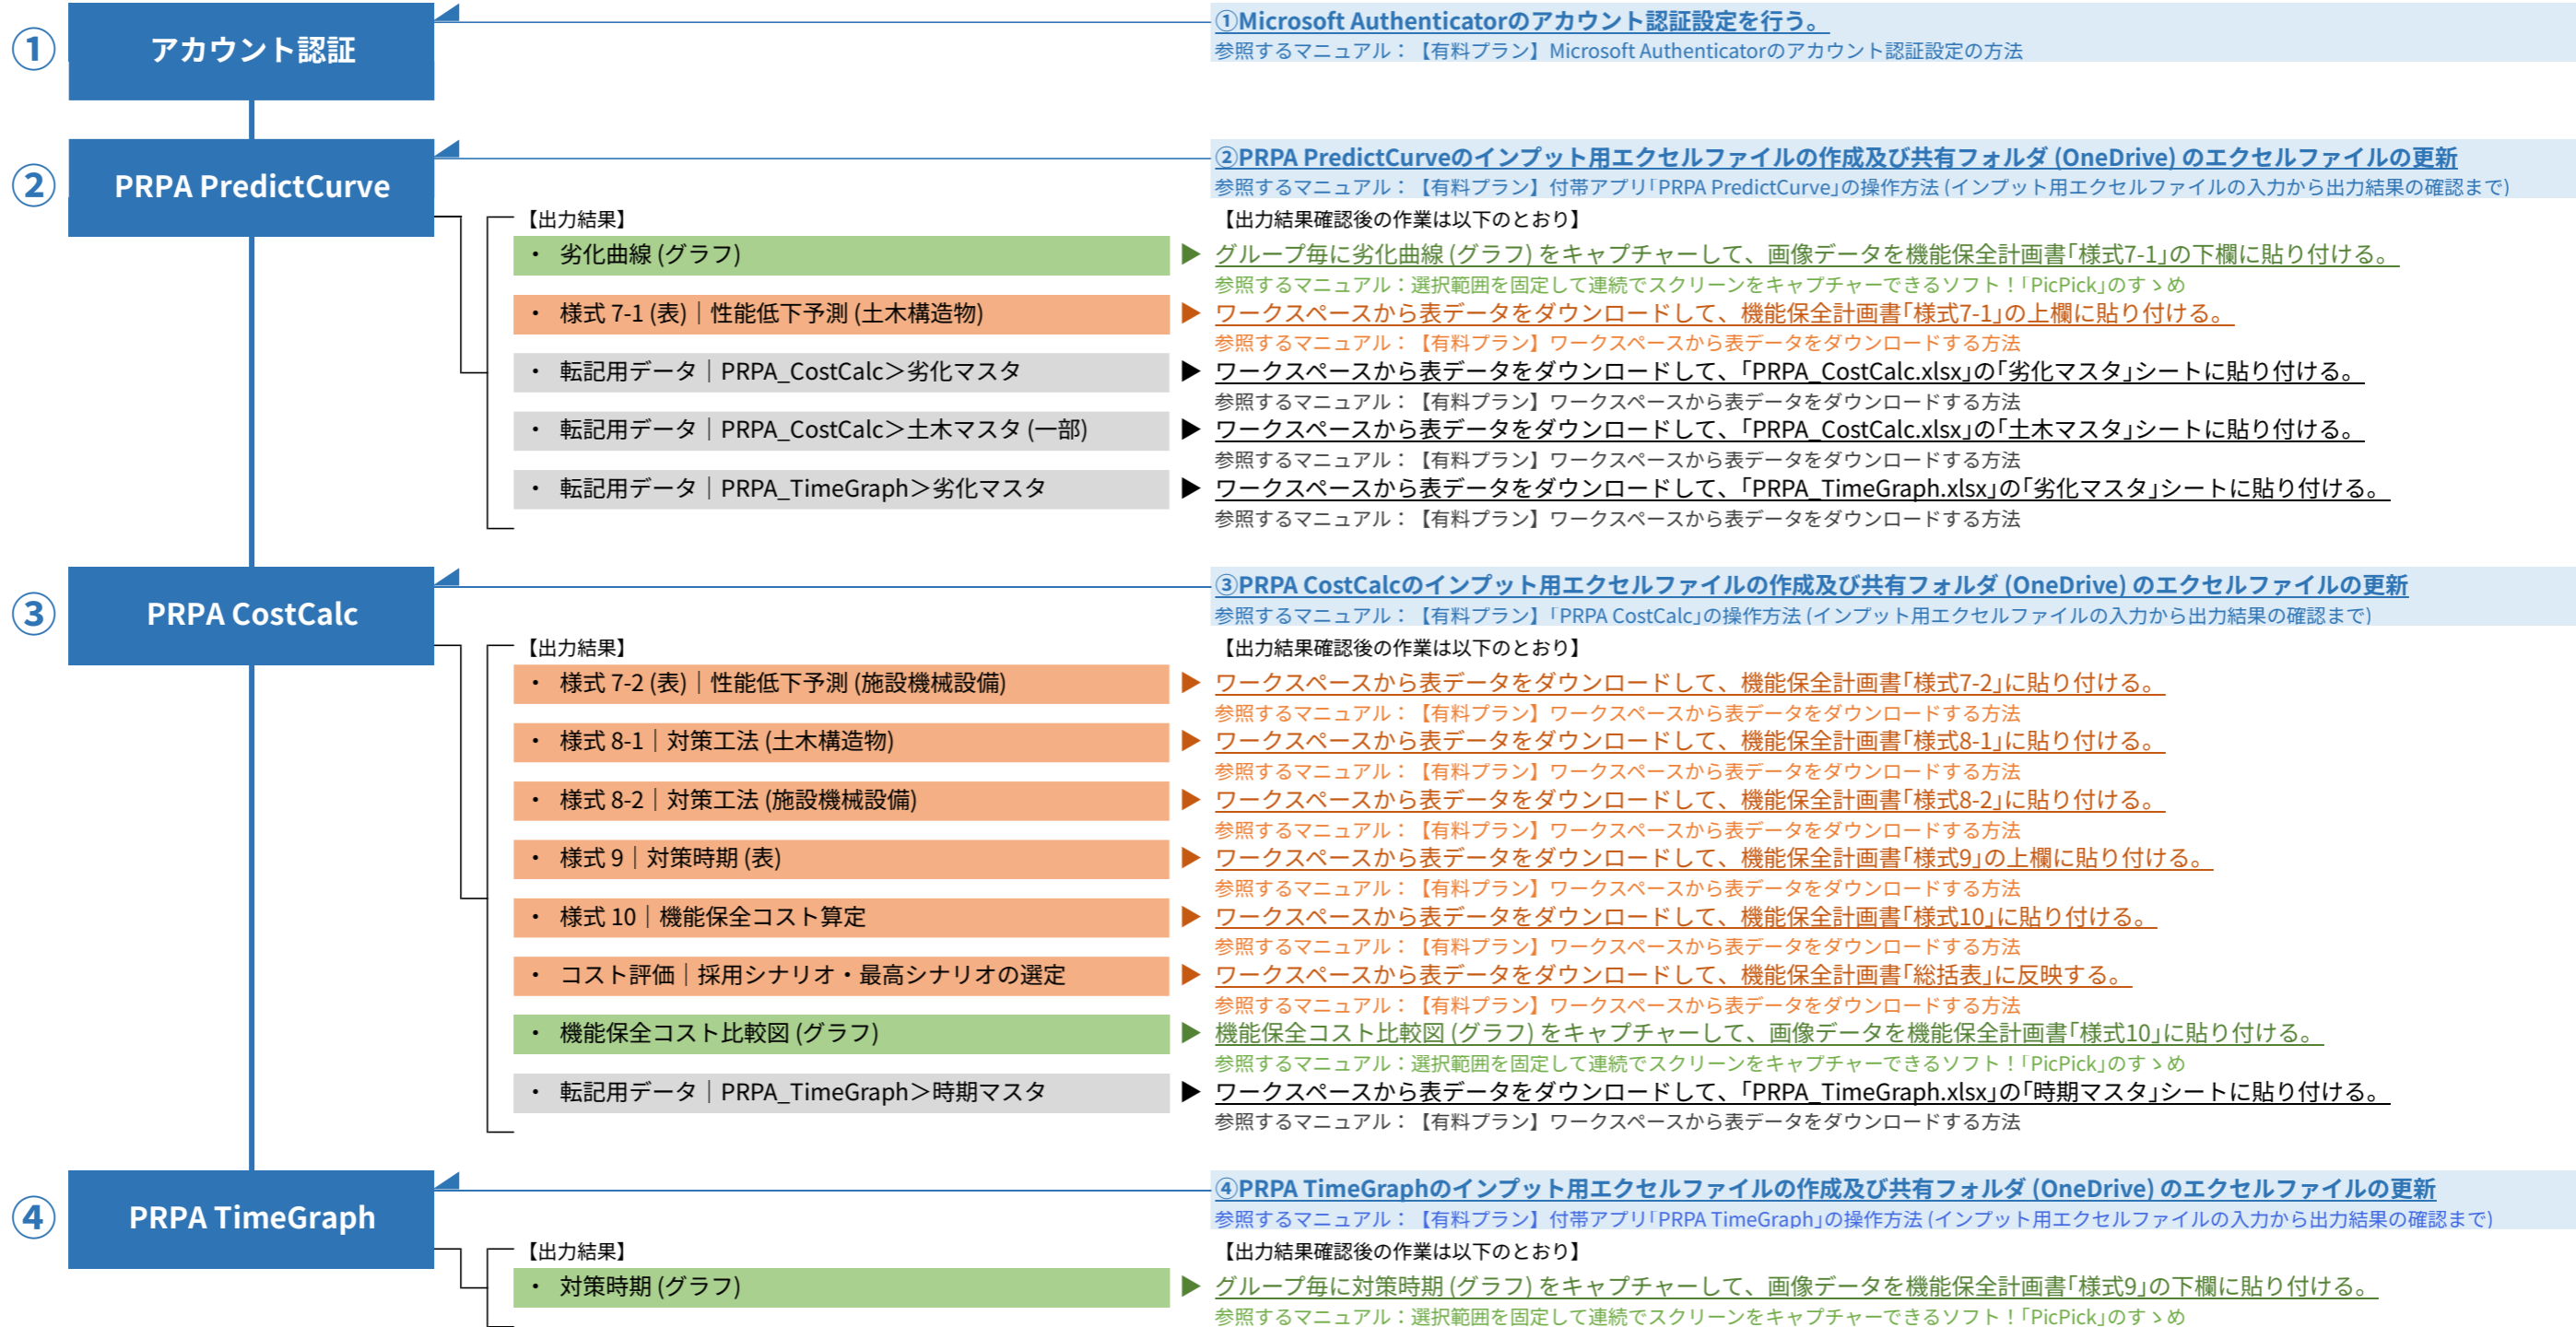 ① アカウント認証
①Microsoft Authenticatorのアカウント認証設定を行う。
参照するマニュアル：【有料プラン】Microsoft Authenticatorのアカウント認証設定の方法
② PRPA PredictCurve
②PRPA PredictCurveのインプット用エクセルファイルの作成及び共有フォルダ (OneDrive) のエクセルファイルの更新
参照するマニュアル：【有料プラン】付帯アプリ「PRPA PredictCurve」の操作方法 (インプット用エクセルファイルの入力から出力結果の確認まで)
【出力結果】
【出力結果確認後の作業は以下のとおり】
・ 劣化曲線 (グラフ)
▶ グループ毎に劣化曲線 (グラフ) をキャプチャーして、画像データを機能保全計画書「様式7-1」の下欄に貼り付ける。
参照するマニュアル：選択範囲を固定して連続でスクリーンをキャプチャーできるソフト！「PicPick」のすゝめ
・ 様式 7-1 (表)｜性能低下予測 (土木構造物)
▶ ワークスペースから表データをダウンロードして、機能保全計画書「様式7-1」の上欄に貼り付ける。
参照するマニュアル：【有料プラン】ワークスペースから表データをダウンロードする方法
・ 転記用データ｜PRPA_CostCalc＞劣化マスタ
▶ ワークスペースから表データをダウンロードして、「PRPA_CostCalc.xlsx」の「劣化マスタ」シートに貼り付ける。
参照するマニュアル：【有料プラン】ワークスペースから表データをダウンロードする方法
・ 転記用データ｜PRPA_CostCalc＞土木マスタ (一部)
▶ ワークスペースから表データをダウンロードして、「PRPA_CostCalc.xlsx」の「土木マスタ」シートに貼り付ける。
参照するマニュアル：【有料プラン】ワークスペースから表データをダウンロードする方法
・ 転記用データ｜PRPA_TimeGraph＞劣化マスタ
▶ ワークスペースから表データをダウンロードして、「PRPA_TimeGraph.xlsx」の「劣化マスタ」シートに貼り付ける。
参照するマニュアル：【有料プラン】ワークスペースから表データをダウンロードする方法
③ PRPA CostCalc
③PRPA CostCalcのインプット用エクセルファイルの作成及び共有フォルダ (OneDrive) のエクセルファイルの更新
参照するマニュアル：【有料プラン】「PRPA CostCalc」の操作方法 (インプット用エクセルファイルの入力から出力結果の確認まで)
【出力結果】
【出力結果確認後の作業は以下のとおり】
・ 様式 7-2 (表)｜性能低下予測 (施設機械設備)
▶ ワークスペースから表データをダウンロードして、機能保全計画書「様式7-2」に貼り付ける。
参照するマニュアル：【有料プラン】ワークスペースから表データをダウンロードする方法
・ 様式 8-1｜対策工法 (土木構造物)
▶ ワークスペースから表データをダウンロードして、機能保全計画書「様式8-1」に貼り付ける。
参照するマニュアル：【有料プラン】ワークスペースから表データをダウンロードする方法
・ 様式 8-2｜対策工法 (施設機械設備)
▶ ワークスペースから表データをダウンロードして、機能保全計画書「様式8-2」に貼り付ける。
参照するマニュアル：【有料プラン】ワークスペースから表データをダウンロードする方法
・ 様式 9｜対策時期 (表)
▶ ワークスペースから表データをダウンロードして、機能保全計画書「様式9」の上欄に貼り付ける。
参照するマニュアル：【有料プラン】ワークスペースから表データをダウンロードする方法
・ 様式 10｜機能保全コスト算定
▶ ワークスペースから表データをダウンロードして、機能保全計画書「様式10」に貼り付ける。
参照するマニュアル：【有料プラン】ワークスペースから表データをダウンロードする方法
・ コスト評価｜採用シナリオ・最高シナリオの選定
▶ ワークスペースから表データをダウンロードして、機能保全計画書「総括表」に反映する。
参照するマニュアル：【有料プラン】ワークスペースから表データをダウンロードする方法
・ 機能保全コスト比較図 (グラフ)
▶ 機能保全コスト比較図 (グラフ) をキャプチャーして、画像データを機能保全計画書「様式10」に貼り付ける。
参照するマニュアル：選択範囲を固定して連続でスクリーンをキャプチャーできるソフト！「PicPick」のすゝめ
・ 転記用データ｜PRPA_TimeGraph＞時期マスタ
▶ ワークスペースから表データをダウンロードして、「PRPA_TimeGraph.xlsx」の「時期マスタ」シートに貼り付ける。
参照するマニュアル：【有料プラン】ワークスペースから表データをダウンロードする方法
④ PRPA TimeGraph
④PRPA TimeGraphのインプット用エクセルファイルの作成及び共有フォルダ (OneDrive) のエクセルファイルの更新
参照するマニュアル：【有料プラン】付帯アプリ「PRPA TimeGraph」の操作方法 (インプット用エクセルファイルの入力から出力結果の確認まで)
【出力結果】
【出力結果確認後の作業は以下のとおり】
・ 対策時期 (グラフ)
▶ グループ毎に対策時期 (グラフ) をキャプチャーして、画像データを機能保全計画書「様式9」の下欄に貼り付ける。
参照するマニュアル：選択範囲を固定して連続でスクリーンをキャプチャーできるソフト！「PicPick」のすゝめ